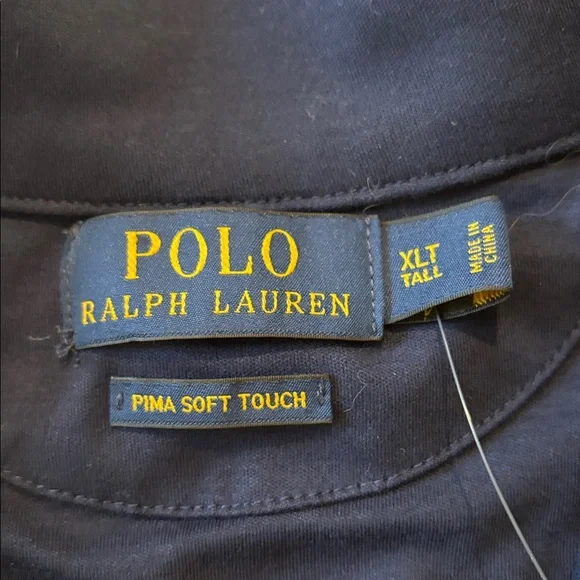 POLO
RALPH LAUREN
XLT
TALL
MADE IN
CHINA
PIMA SOFT TOUCH